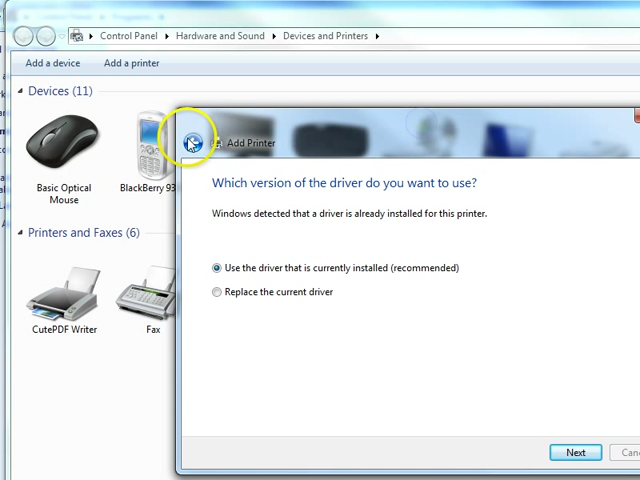 Control Panel Hardware and Sound Devices and Printers
Add a device Add a printer
Devices (11)
Basic Optical
Mouse
BlackBerry 93
Printers and Faxes (6)
CutePDF Writer
Fax
Add Printer
Which version of the driver do you want to use?
Windows detected that a driver is already installed for this printer.
Use the driver that is currently installed (recommended)
Replace the current driver
Next Canc